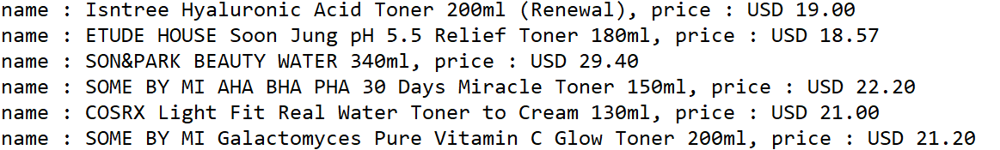 name : Isntree Hyaluronic Acid Toner 200ml (Renewal), price : USD 19.00
name : ETUDE HOUSE Soon Jung pH 5.5 Relief Toner 180ml, price : USD 18.57
name : SON&PARK BEAUTY WATER 340ml, price : USD 29.40
name : SOME BY MI AHA BHA PHA 30 Days Miracle Toner 150ml, price : USD 22.20
name : COSRX Light Fit Real Water Toner to Cream 130ml, price : USD 21.00
name : SOME BY MI Galactomyces Pure Vitamin C Glow Toner 200ml, price : USD 21.20